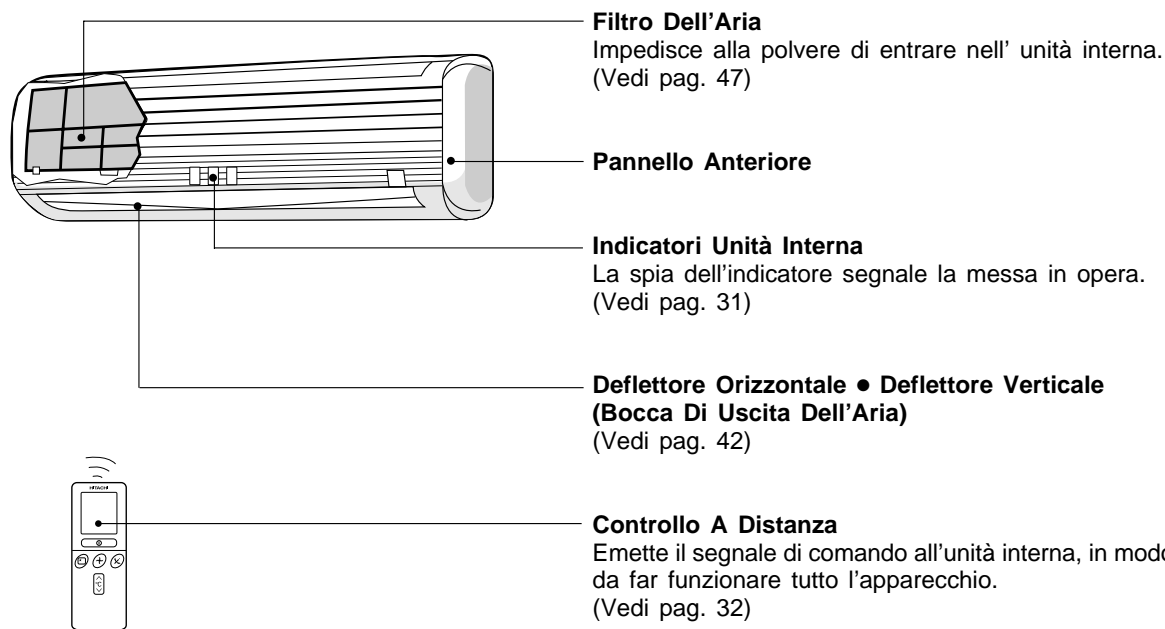 Filtro Dell’Aria
Impedisce alla polvere di entrare nell’ unità interna.
(Vedi pag. 47)
Pannello Anteriore
Indicatori Unità Interna
La spia dell’indicatore segnale la messa in opera.
(Vedi pag. 31)
Deflettore Orizzontale ● Deflettore Verticale
(Bocca Di Uscita Dell’Aria)
(Vedi pag. 42)
HITACHI
°C
Controllo A Distanza
Emette il segnale di comando all’unità interna, in modo
da far funzionare tutto l’apparecchio.
(Vedi pag. 32)